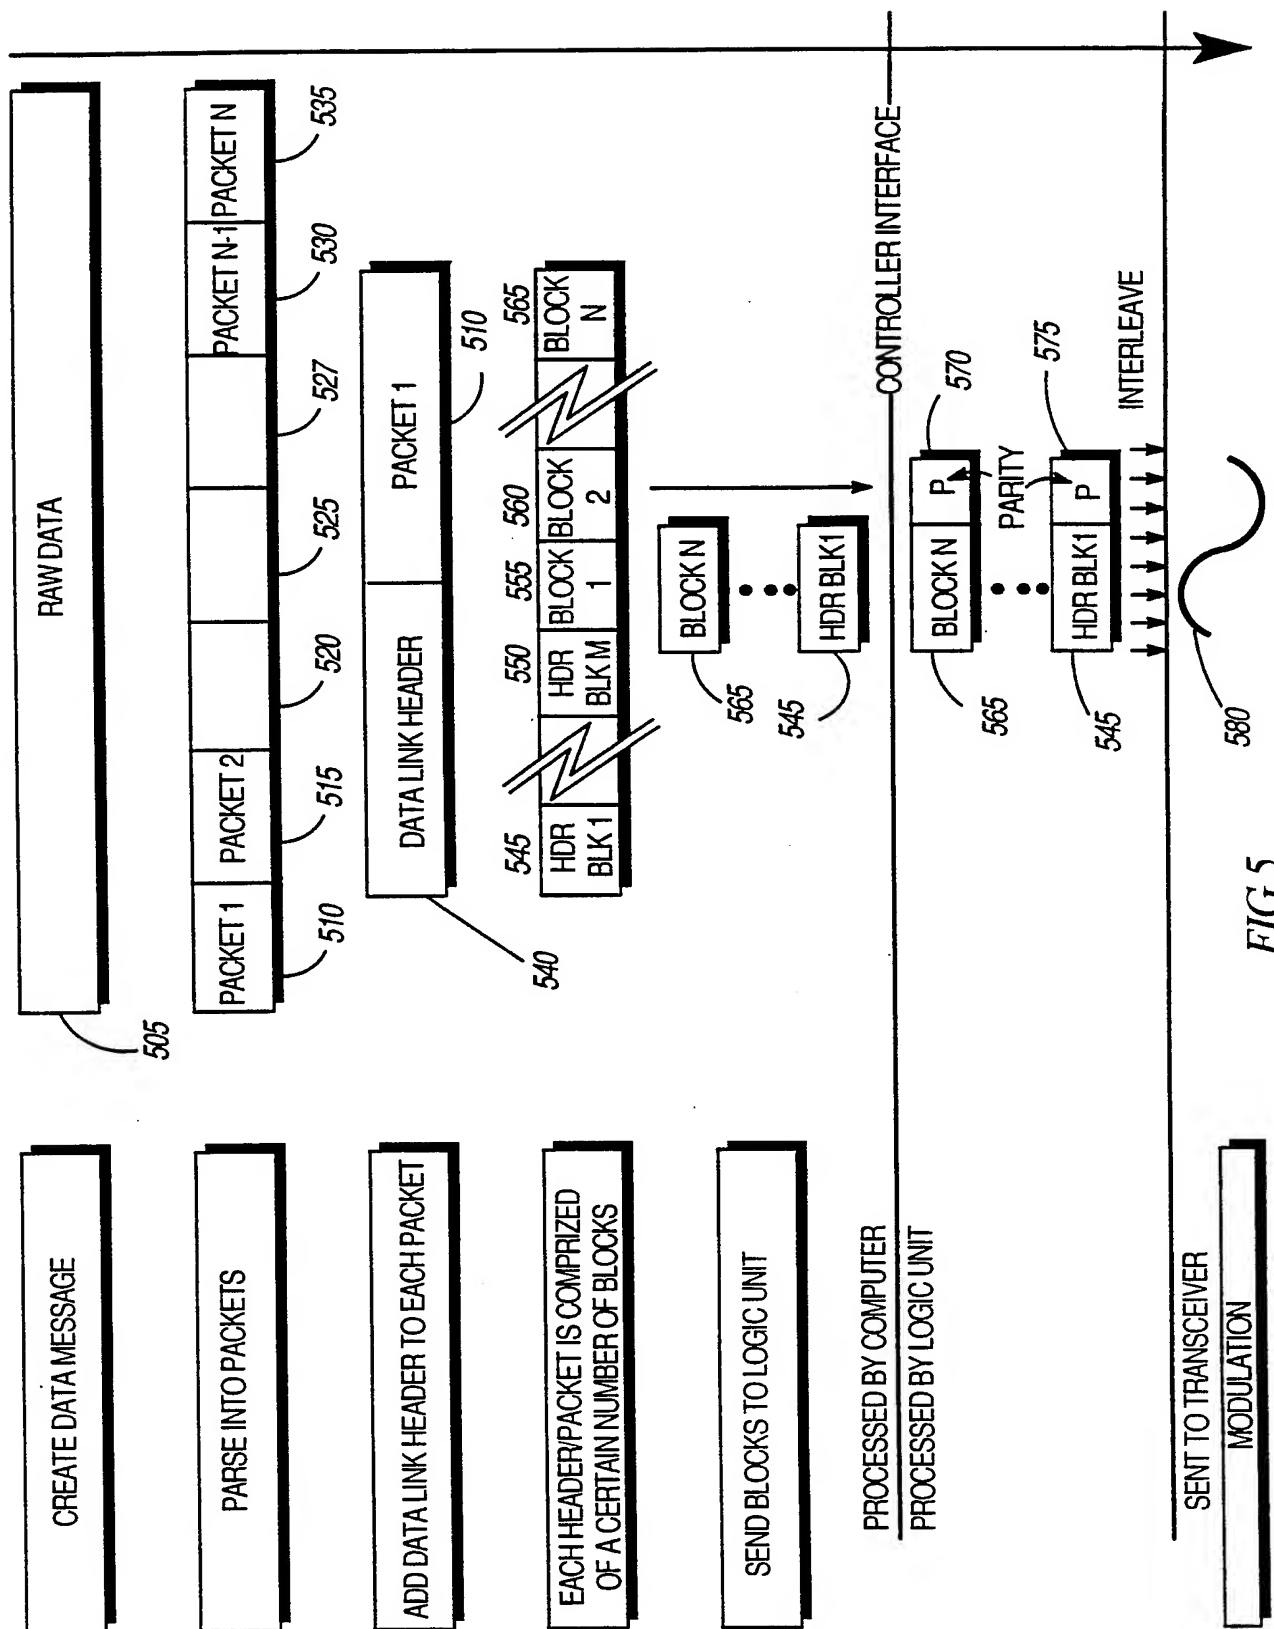 CREATE DATA MESSAGE
RAW DATA
505
PARSE INTO PACKETS
PACKET 1
PACKET 2
PACKET N-1
PACKET N
510
515
520
525
527
530
535
ADD DATA LINK HEADER TO EACH PACKET
DATA LINK HEADER
PACKET 1
540
510
EACH HEADER/PACKET IS COMPRIZED
OF A CERTAIN NUMBER OF BLOCKS
545
550
555
560
565
HDR
BLK 1
HDR
BLK M
BLOCK
1
BLOCK
2
BLOCK
N
SEND BLOCKS TO LOGIC UNIT
BLOCK N
565
HDR BLK1
545
PROCESSED BY COMPUTER
CONTROLLER INTERFACE
PROCESSED BY LOGIC UNIT
BLOCK N
P
565
570
PARITY
HDR BLK1
P
545
575
INTERLEAVE
SENT TO TRANSCEIVER
MODULATION
580
FIG.5